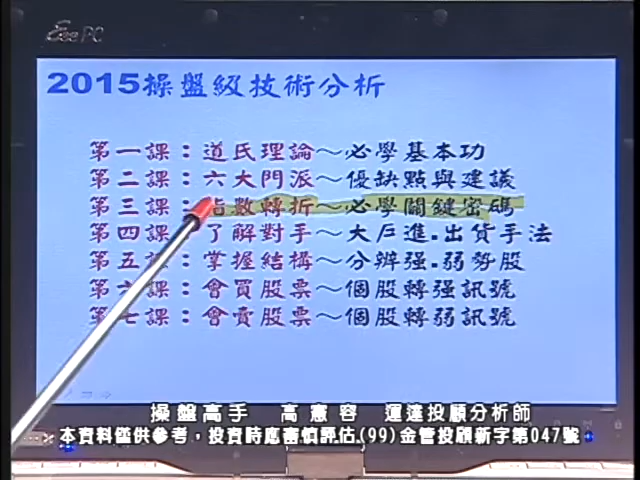 Eee PC
2015操盤級技術分析
第一課：道氏理論～必學基本功
第二課：六大門派～優缺點與建議
第三課：指數轉折～必學關鍵密碼
第四課：了解對手～大戶進.出貨手法
第五課：掌握結構～分辦强.弱勢股
第六課：會買股票～個股轉强訊號
第七課：會賣股票～個股轉弱訊號
操盤高手 高憲容 運達投顧分析師
本資料僅供參考，投資時應審慎評估(99)金管投顧新字第047號